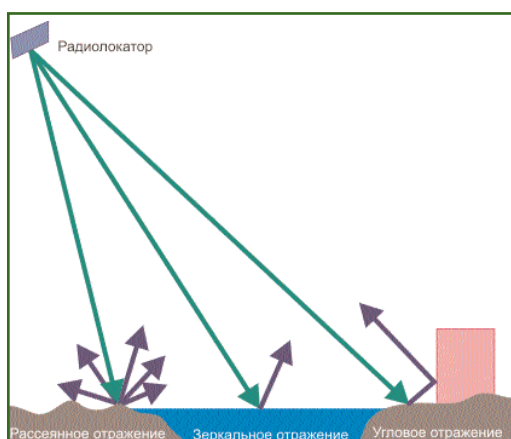 Радиолокатор
Рассеянное отражение
Зеркальное отражение
Угловое отражение